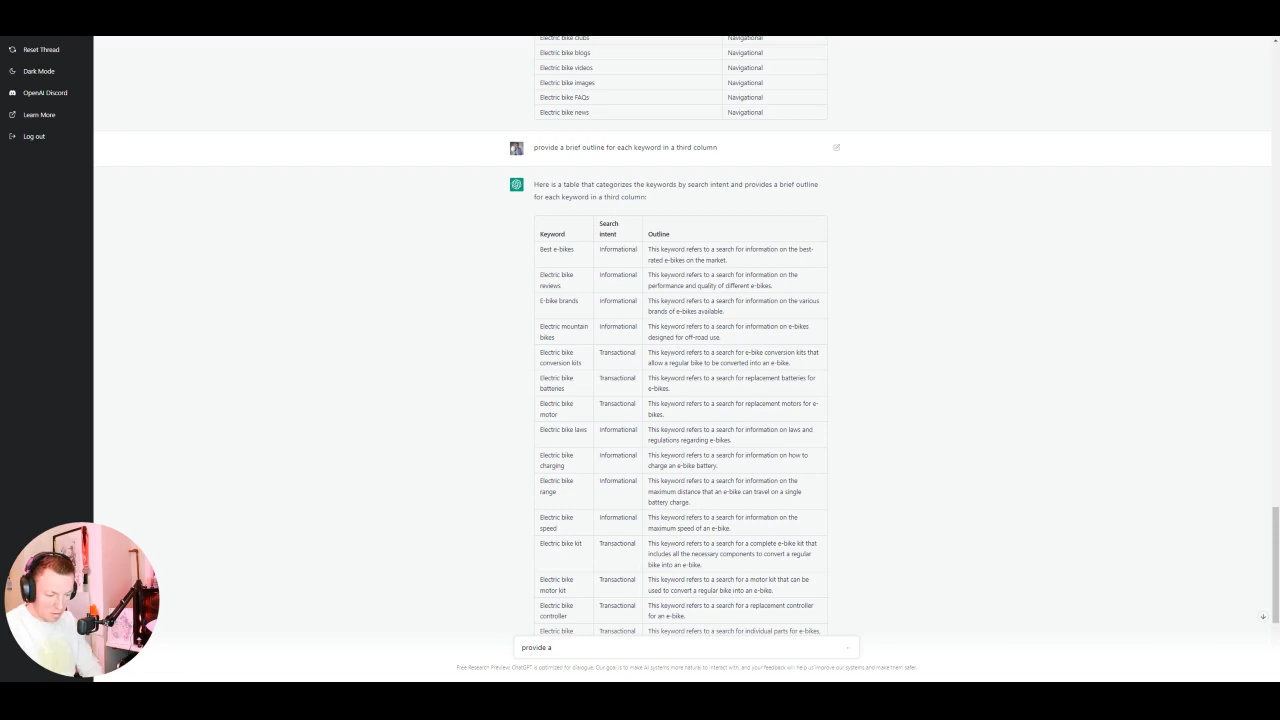 Reset Thread
Dark Mode
OpenAI Discord
Learn More
Log out
Electric bike clubs Navigational
Electric bike blogs Navigational
Electric bike videos Navigational
Electric bike images Navigational
Electric bike FAQs Navigational
Electric bike news Navigational
provide a brief outline for each keyword in a third column
Here is a table that categorizes the keywords by search intent and provides a brief outline
for each keyword in a third column:
Search
Keyword intent Outline
Best e-bikes Informational This keyword refers to a search for information on the best-
rated e-bikes on the market.
Electric bike Informational This keyword refers to a search for information on the
reviews performance and quality of different e-bikes.
E-bike brands Informational This keyword refers to a search for information on the various
brands of e-bikes available.
Electric mountain Informational This keyword refers to a search for information on e-bikes
bikes designed for off-road use.
Electric bike Transactional This keyword refers to a search for e-bike conversion kits that
conversion kits allow a regular bike to be converted into an e-bike.
Electric bike Transactional This keyword refers to a search for replacement batteries for
batteries e-bikes.
Electric bike Transactional This keyword refers to a search for replacement motors for e-
motor bikes.
Electric bike laws Informational This keyword refers to a search for information on laws and
regulations regarding e-bikes.
Electric bike Informational This keyword refers to a search for information on how to
charging charge an e-bike battery.
Electric bike Informational This keyword refers to a search for information on the
range maximum distance that an e-bike can travel on a single
battery charge.
Electric bike Informational This keyword refers to a search for information on the
speed maximum speed of an e-bike.
Electric bike kit Transactional This keyword refers to a search for a complete e-bike kit that
includes all the necessary components to convert a regular
bike into an e-bike.
Electric bike Transactional This keyword refers to a search for a motor kit that can be
motor kit used to convert a regular bike into an e-bike.
Electric bike Transactional This keyword refers to a search for a replacement controller
controller for an e-bike.
Electric bike Transactional This keyword refers to a search for individual parts for e-bikes,
provide a
Free Research Preview ChatGPT is optimized for dialogue. Our goal is to make AI systems more natural to interact with, and your feedback will help us improve our systems and make them safer.